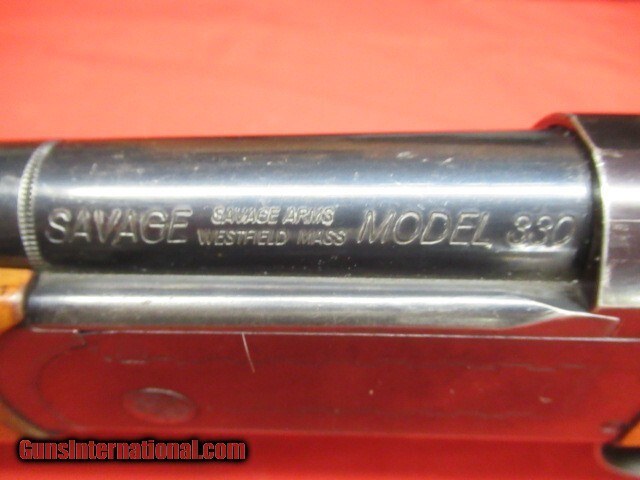 SAVAGE SAVAGE ARMS MODEL 330
WESTFIELD MASS
GunsInternational.com